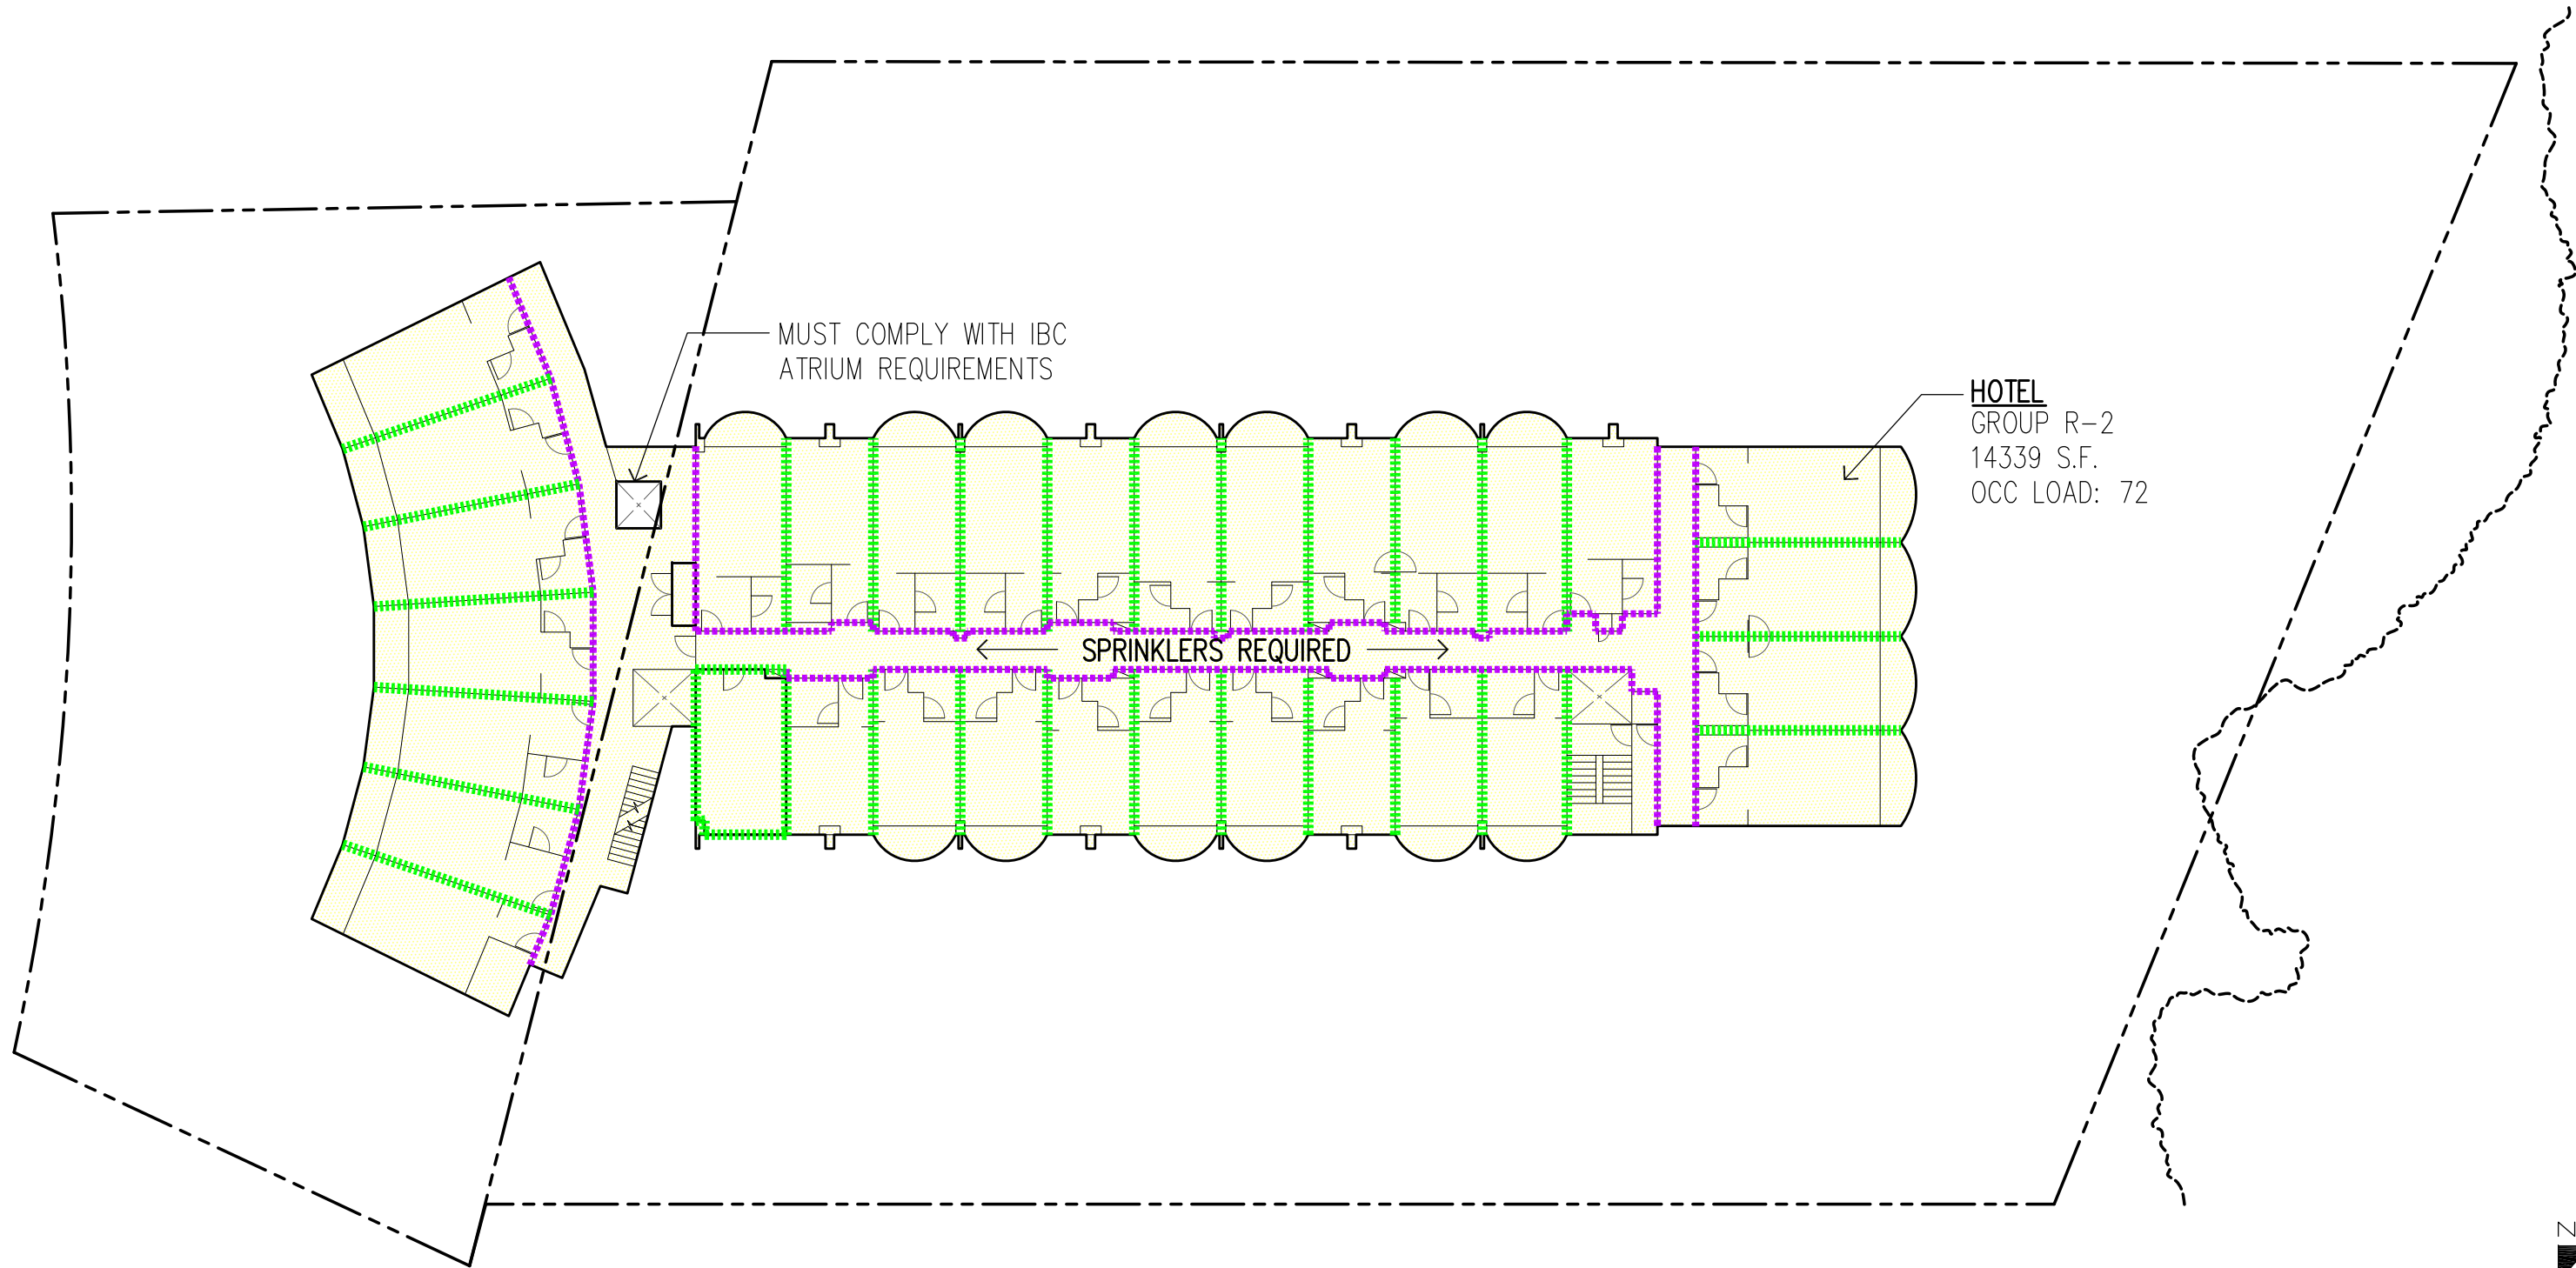 MUST COMPLY WITH IBC
ATRIUM REQUIREMENTS
HOTEL
GROUP R-2
14339 S.F.
OCC LOAD: 72
SPRINKLERS REQUIRED
Z